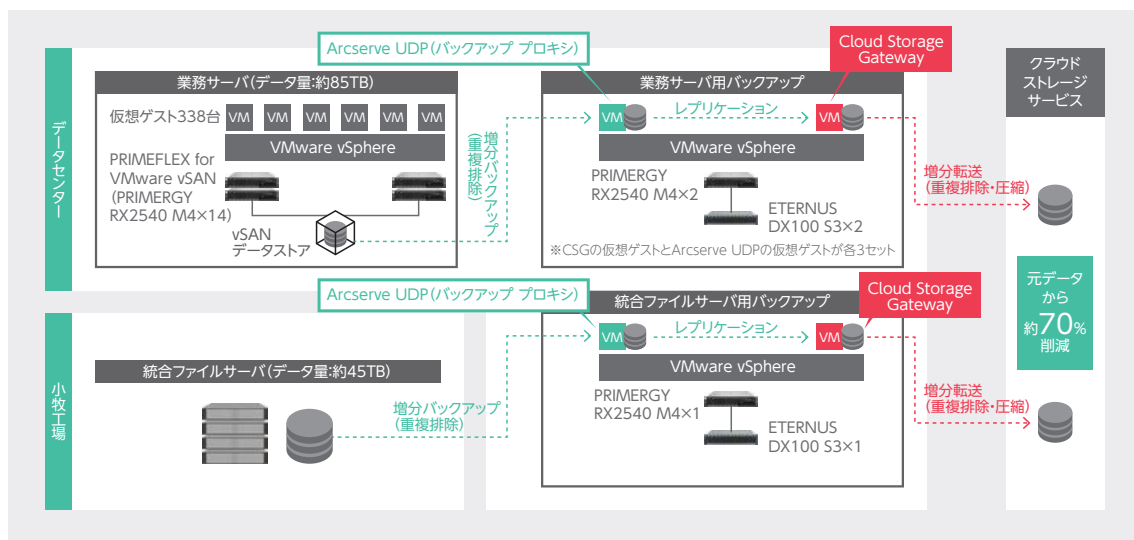 データセンター
業務サーバ(データ量:約85TB)
仮想ゲスト338台
VM VM VM VM VM VM
VMware vSphere
PRIMEFLEX for
VMware vSAN
(PRIMERGY
RX2540 M4×14)
vSAN
データストア
増分バックアップ
(重複排除)
Arcserve UDP(バックアップ プロキシ)
Cloud Storage
Gateway
業務サーバ用バックアップ
VM
レプリケーション
VM
VMware vSphere
PRIMERGY
RX2540 M4×2
ETERNUS
DX100 S3×2
※CSGの仮想ゲストとArcserve UDPの仮想ゲストが各3セット
増分転送
(重複排除・圧縮)
クラウド
ストレージ
サービス
小牧工場
統合ファイルサーバ(データ量:約45TB)
増分バックアップ
(重複排除)
Arcserve UDP(バックアップ プロキシ)
Cloud Storage
Gateway
統合ファイルサーバ用バックアップ
VM
レプリケーション
VM
VMware vSphere
PRIMERGY
RX2540 M4×1
ETERNUS
DX100 S3×1
増分転送
(重複排除・圧縮)
元データ
から
約70%
削減